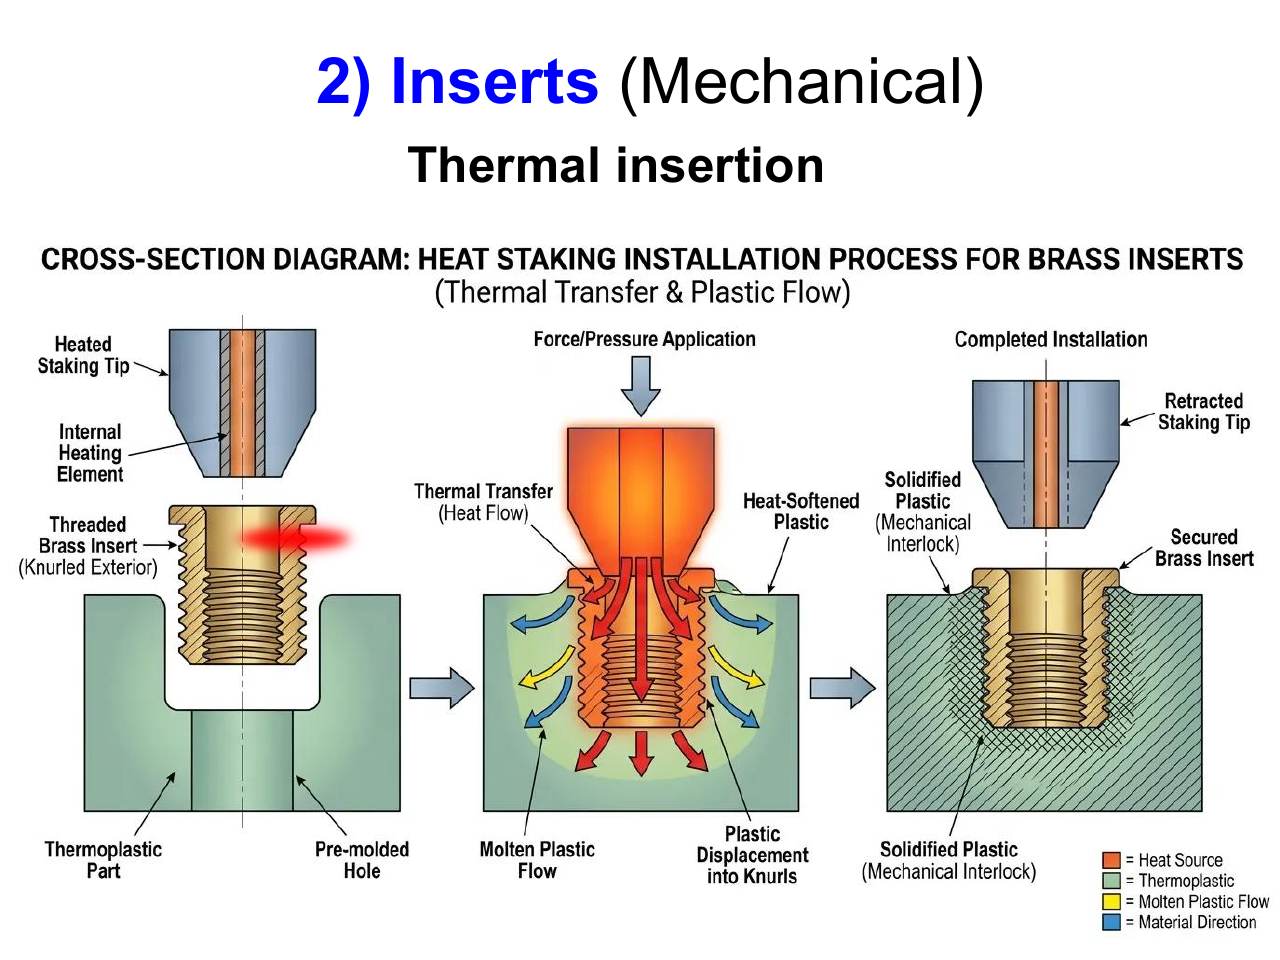 2) Inserts (Mechanical)
Thermal insertion
CROSS-SECTION DIAGRAM: HEAT STAKING INSTALLATION PROCESS FOR BRASS INSERTS
(Thermal Transfer & Plastic Flow)
Heated
Staking Tip
Internal
Heating
Element
Threaded
Brass Insert
(Knurled Exterior)
Thermoplastic
Part
Pre-molded
Hole
Force/Pressure Application
Thermal Transfer
(Heat Flow)
Heat-Softened
Plastic
Molten Plastic
Flow
Plastic
Displacement
into Knurls
Completed Installation
Retracted
Staking Tip
Solidified
Plastic
(Mechanical
Interlock)
Secured
Brass Insert
Solidified Plastic
(Mechanical Interlock)
= Heat Source
= Thermoplastic
= Molten Plastic Flow
= Material Direction